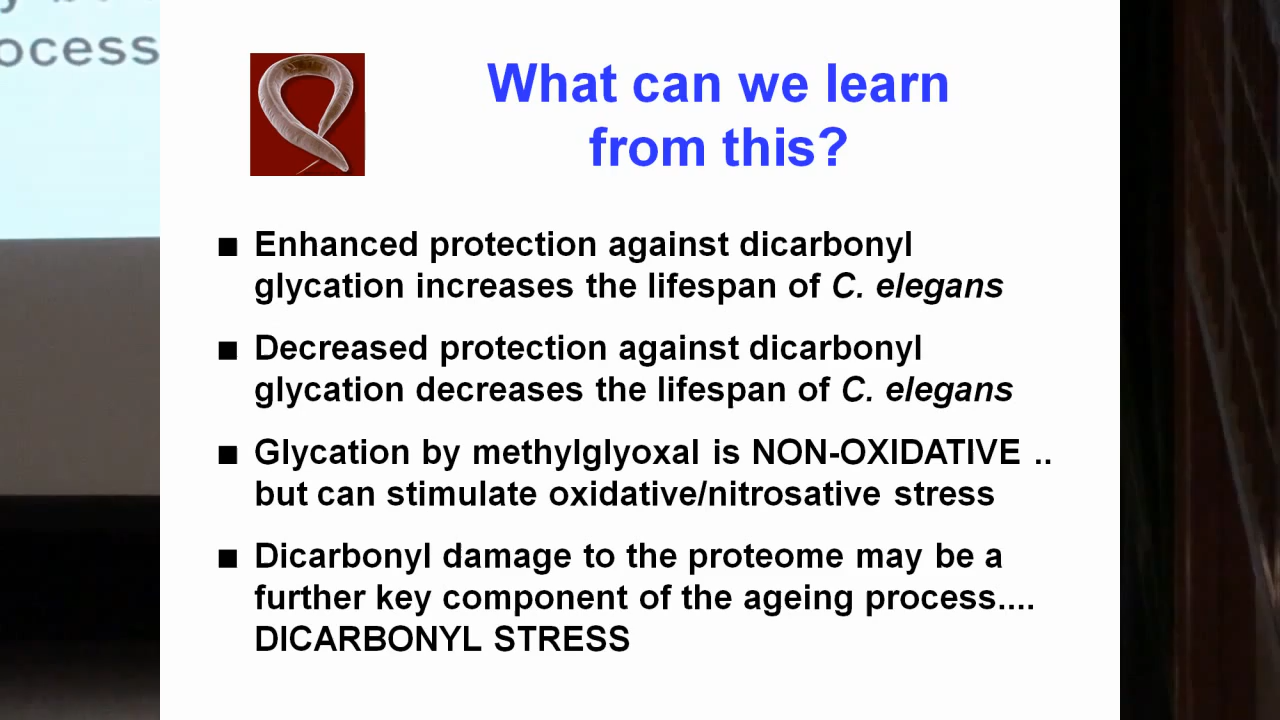 ocess
What can we learn
from this?
■ Enhanced protection against dicarbonyl
glycation increases the lifespan of C. elegans
■ Decreased protection against dicarbonyl
glycation decreases the lifespan of C. elegans
■ Glycation by methylglyoxal is NON-OXIDATIVE ..
but can stimulate oxidative/nitrosative stress
■ Dicarbonyl damage to the proteome may be a
further key component of the ageing process....
DICARBONYL STRESS